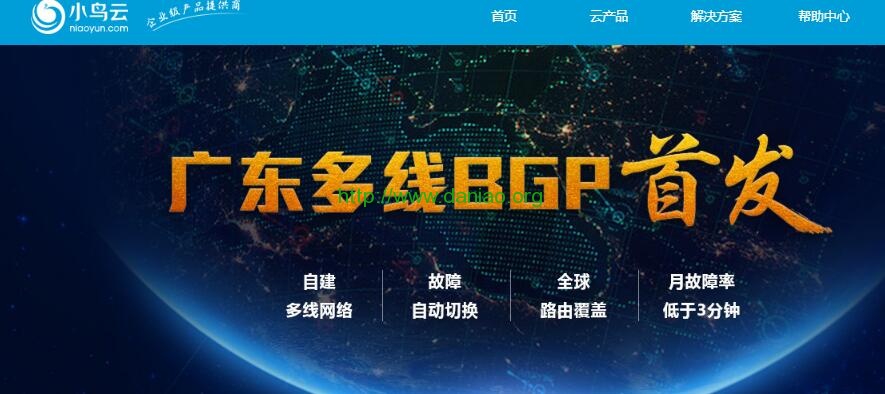 小鸟云
niaoyun.com
企业级产品提供商
首页 云产品 解决方案 帮助中心
广东多线BGP首发
http://www.daniao.org
自建 故障 全球 月故障率
多线网络 自动切换 路由覆盖 低于3分钟